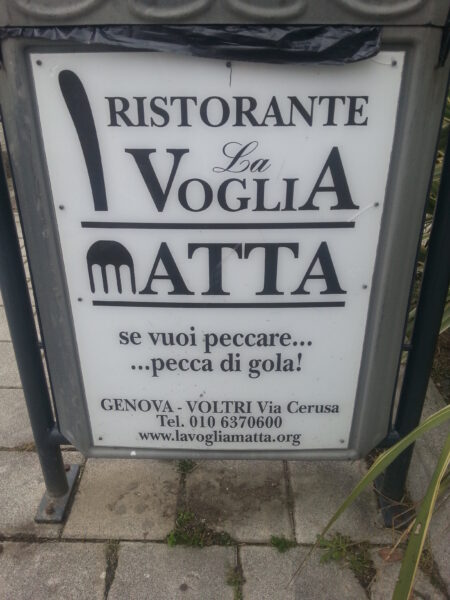 RISTORANTE
La
VOGLIA
MATTA
se vuoi peccare...
...pecca di gola!
GENOVA - VOLTRI Via Cerusa
Tel. 010 6370600
www.lavogliamatta.org